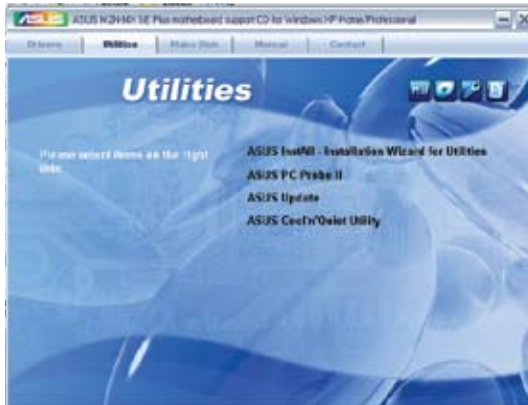 ASUS M2N-MX SE Plus motherboard support CD for Windows XP Home/Professional
Drivers Utilities Make Disk Manual Contact
Utilities
Please select items on the right side.
ASUS InstAll - Installation Wizard for Utilities
ASUS PC Probe II
ASUS Update
ASUS Cool'n'Quiet Utility